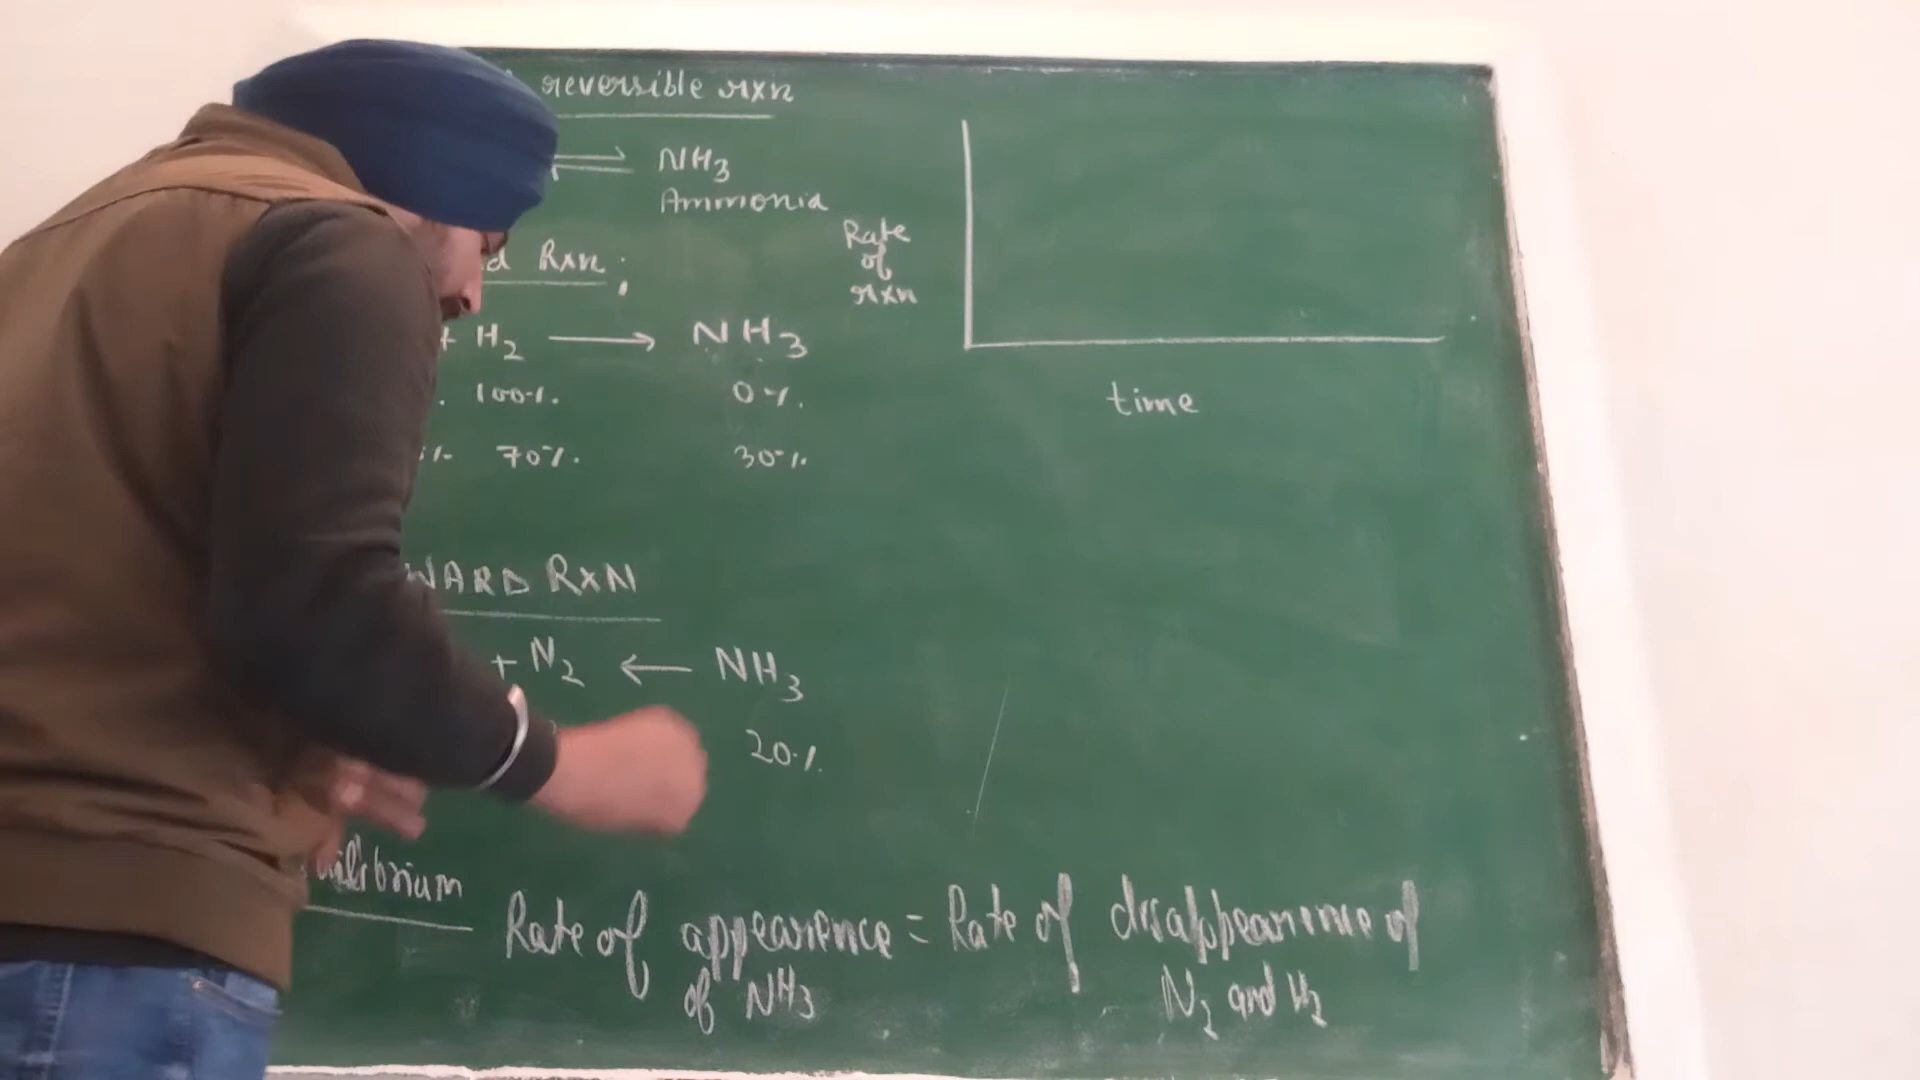 reversible rxn
⇌ NH3
Ammonia
Rate
of
rxn
d Rxn :
+ H2 ⟶ NH3
100%. 0%.
time
70%. 30%.
WARD RXN
+ N2 ← NH3
20%.
uilibrium
Rate of appearence = Rate of disappearence of
of NH3 N2 and H2